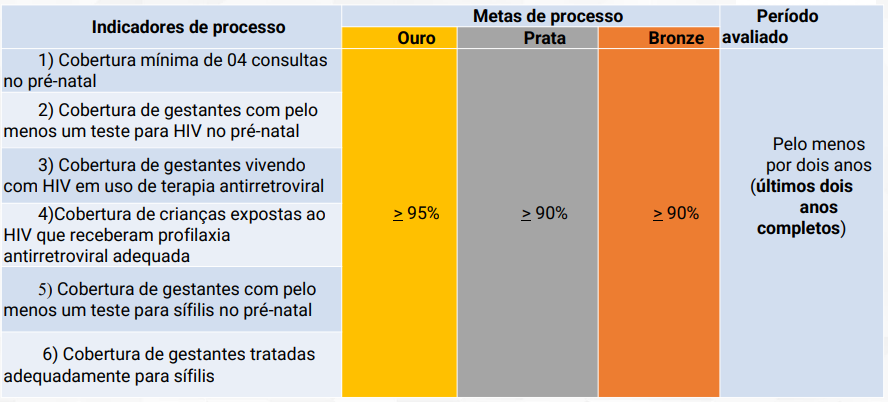 Indicadores de processo
Metas de processo
Período
avaliado
Ouro
Prata
Bronze
1) Cobertura mínima de 04 consultas
no pré-natal
2) Cobertura de gestantes com pelo
menos um teste para HIV no pré-natal
3) Cobertura de gestantes vivendo
com HIV em uso de terapia antirretroviral
4)Cobertura de crianças expostas ao
HIV que receberam profilaxia
antirretroviral adequada
5) Cobertura de gestantes com pelo
menos um teste para sífilis no pré-natal
6) Cobertura de gestantes tratadas
adequadamente para sífilis
≥ 95%
≥ 90%
≥ 90%
Pelo menos
por dois anos
(últimos dois
anos
completos)